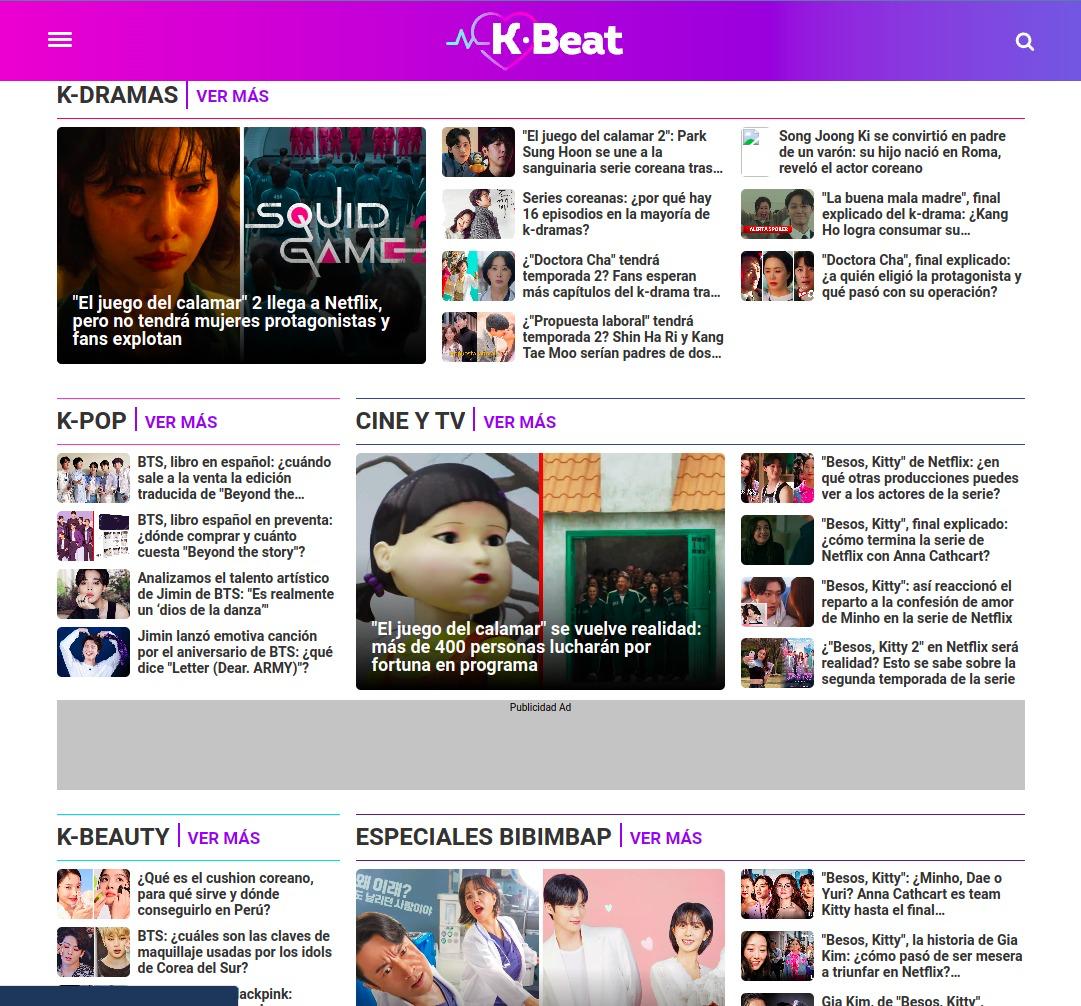 K·Beat
K-DRAMAS VER MÁS
SQUID
GAME 2
"El juego del calamar" 2 llega a Netflix,
pero no tendrá mujeres protagonistas y
fans explotan
"El juego del calamar 2": Park
Sung Hoon se une a la
sanguinaria serie coreana tras...
Series coreanas: ¿por qué hay
16 episodios en la mayoría de
k-dramas?
¿"Doctora Cha" tendrá
temporada 2? Fans esperan
más capítulos del k-drama tra...
¿"Propuesta laboral" tendrá
temporada 2? Shin Ha Ri y Kang
Tae Moo serían padres de dos...
Song Joong Ki se convirtió en padre
de un varón: su hijo nació en Roma,
reveló el actor coreano
ALERTA SPOILER
"La buena mala madre", final
explicado del k-drama: ¿Kang
Ho logra consumar su...
"Doctora Cha", final explicado:
¿a quién eligió la protagonista y
qué pasó con su operación?
K-POP VER MÁS
BTS, libro en español: ¿cuándo
sale a la venta la edición
traducida de "Beyond the...
BTS, libro español en preventa:
¿dónde comprar y cuánto
cuesta "Beyond the story"?
Analizamos el talento artístico
de Jimin de BTS: "Es realmente
un ‘dios de la danza’"
Jimin lanzó emotiva canción
por el aniversario de BTS: ¿qué
dice "Letter (Dear. ARMY)"?
CINE Y TV VER MÁS
"El juego del calamar" se vuelve realidad:
más de 400 personas lucharán por
fortuna en programa
"Besos, Kitty" de Netflix: ¿en
qué otras producciones puedes
ver a los actores de la serie?
"Besos, Kitty", final explicado:
¿cómo termina la serie de
Netflix con Anna Cathcart?
"Besos, Kitty": así reaccionó el
reparto a la confesión de amor
de Minho en la serie de Netflix
¿"Besos, Kitty 2" en Netflix será
realidad? Esto se sabe sobre la
segunda temporada de la serie
Publicidad Ad
K-BEAUTY VER MÁS
¿Qué es el cushion coreano,
para qué sirve y dónde
conseguirlo en Perú?
BTS: ¿cuáles son las claves de
maquillaje usadas por los idols
de Corea del Sur?
ackpink:
ESPECIALES BIBIMBAP VER MÁS
왜 이래?
도 날리던 사람이야
"Besos, Kitty": ¿Minho, Dae o
Yuri? Anna Cathcart es team
Kitty hasta el final...
"Besos, Kitty", la historia de Gia
Kim: ¿cómo pasó de ser mesera
a triunfar en Netflix?...
Gia Kim, de "Besos, Kitty",